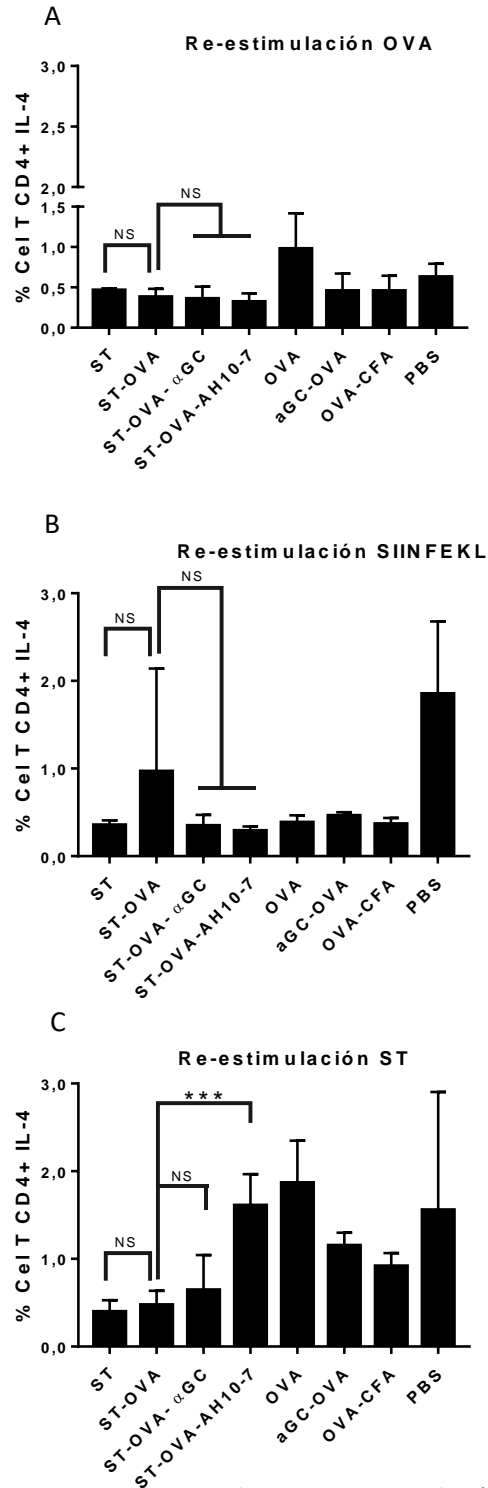 A
Re-estimulación OVA
% Cel T CD4+ IL-4
3,0
2,5
2,0
1,5
1,0
0,5
0,0
NS
NS
ST
ST-OVA
ST-OVA-αGC
ST-OVA-AH10-7
OVA
aGC-OVA
OVA-CFA
PBS
B
Re-estimulación SIINFEKL
% Cel T CD4+ IL-4
3,0
2,0
1,0
0,0
NS
NS
ST
ST-OVA
ST-OVA-αGC
ST-OVA-AH10-7
OVA
aGC-OVA
OVA-CFA
PBS
C
Re-estimulación ST
% Cel T CD4+ IL-4
3,0
2,0
1,0
0,0
***
NS
NS
ST
ST-OVA
ST-OVA-αGC
ST-OVA-AH10-7
OVA
aGC-OVA
OVA-CFA
PBS